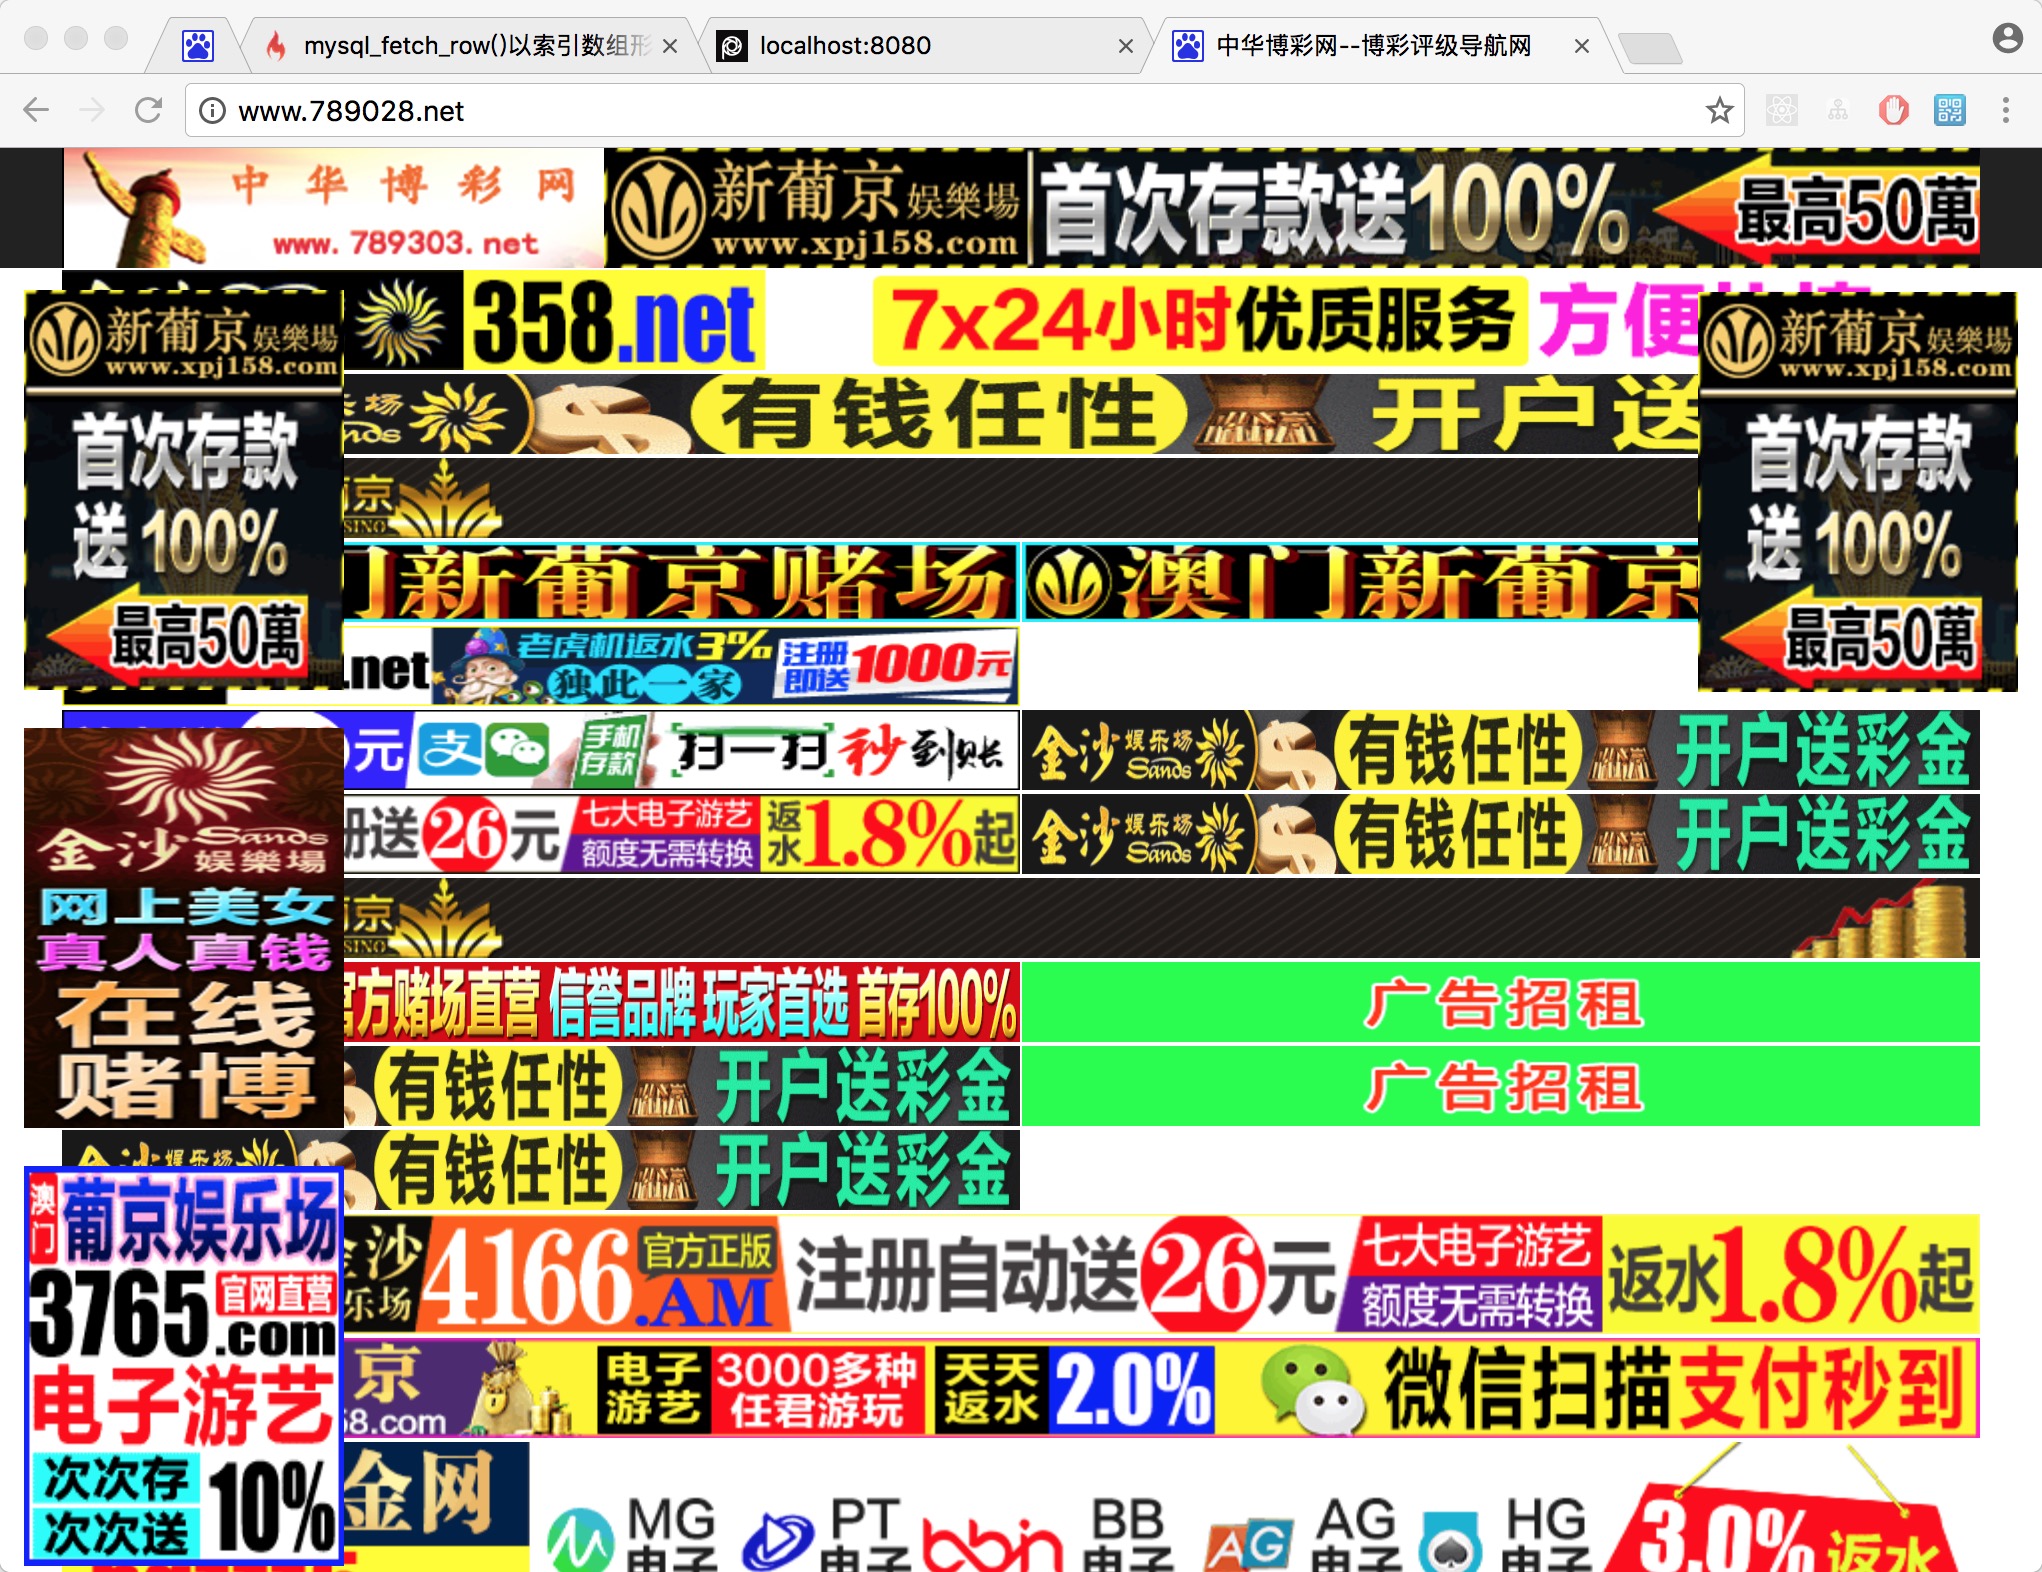 mysql_fetch_row()以索引数组形
localhost:8080
中华博彩网--博彩评级导航网
www.789028.net
中华博彩网
www.789303.net
新葡京娱樂場
www.xpj158.com
首次存款送100%
最高50萬
358.net
7x24小时优质服务
方便
新葡京娱樂場
www.xpj158.com
首次存款
送100%
最高50萬
新葡京娱樂場
www.xpj158.com
首次存款
送100%
最高50萬
Sands
有钱任性
开户送
京
门新葡京赌场
澳门新葡京
.net
老虎机返水3%
独此一家
注册
即送
1000元
元
支
手机
存款
扫一扫
秒到账
金沙
娱乐场
Sands
有钱任性
开户送彩金
册送26元
七大电子游艺
额度无需转换
返水1.8%起
金沙
娱乐场
Sands
有钱任性
开户送彩金
金沙
Sands
娱樂場
网上美女
真人真钱
在线
赌博
京
官方赌场直营 信誉品牌 玩家首选 首存100%
广告招租
有钱任性
开户送彩金
广告招租
有钱任性
开户送彩金
澳门
葡京娱乐场
3765.com
官网直营
电子游艺
次次存
次次送
10%
金沙
乐场
4166.AM
官方正版
注册自动送26元
七大电子游艺
额度无需转换
返水1.8%起
京
8.com
电子
游艺
3000多种
任君游玩
天天
返水
2.0%
微信扫描支付秒到
金网
MG
电子
PT
电子
bbin
BB
电子
AG
AG
电子
HG
电子
3.0%返水